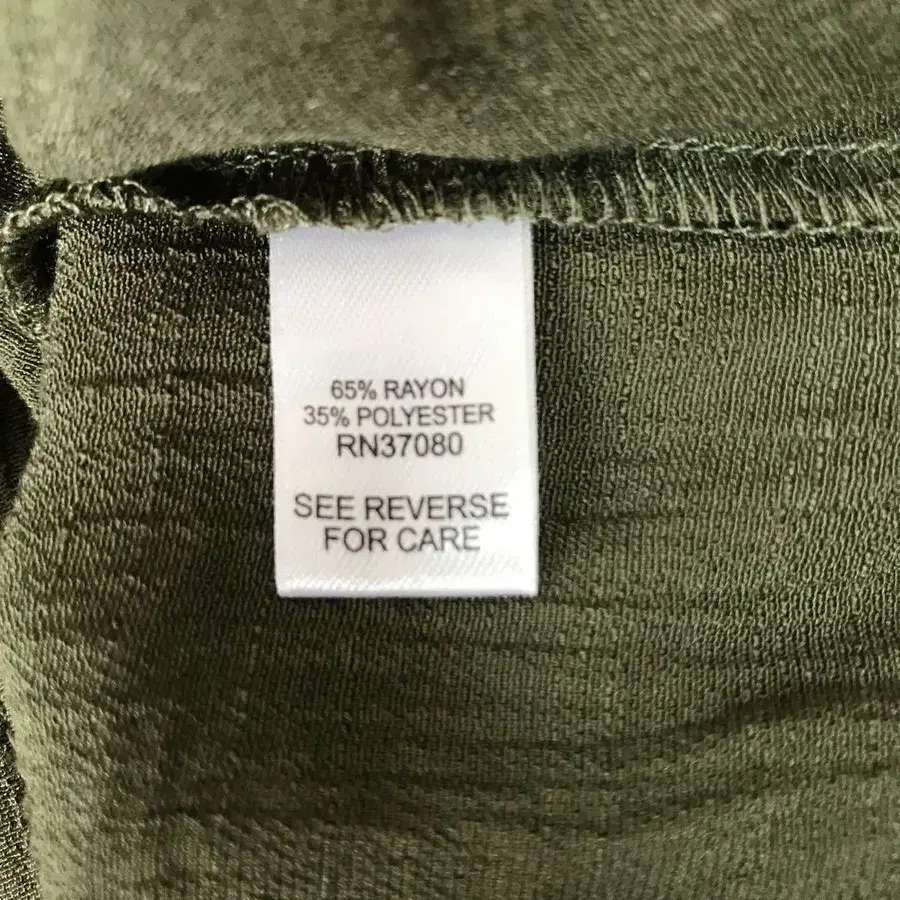 65% RAYON
35% POLYESTER
RN37080
SEE REVERSE
FOR CARE